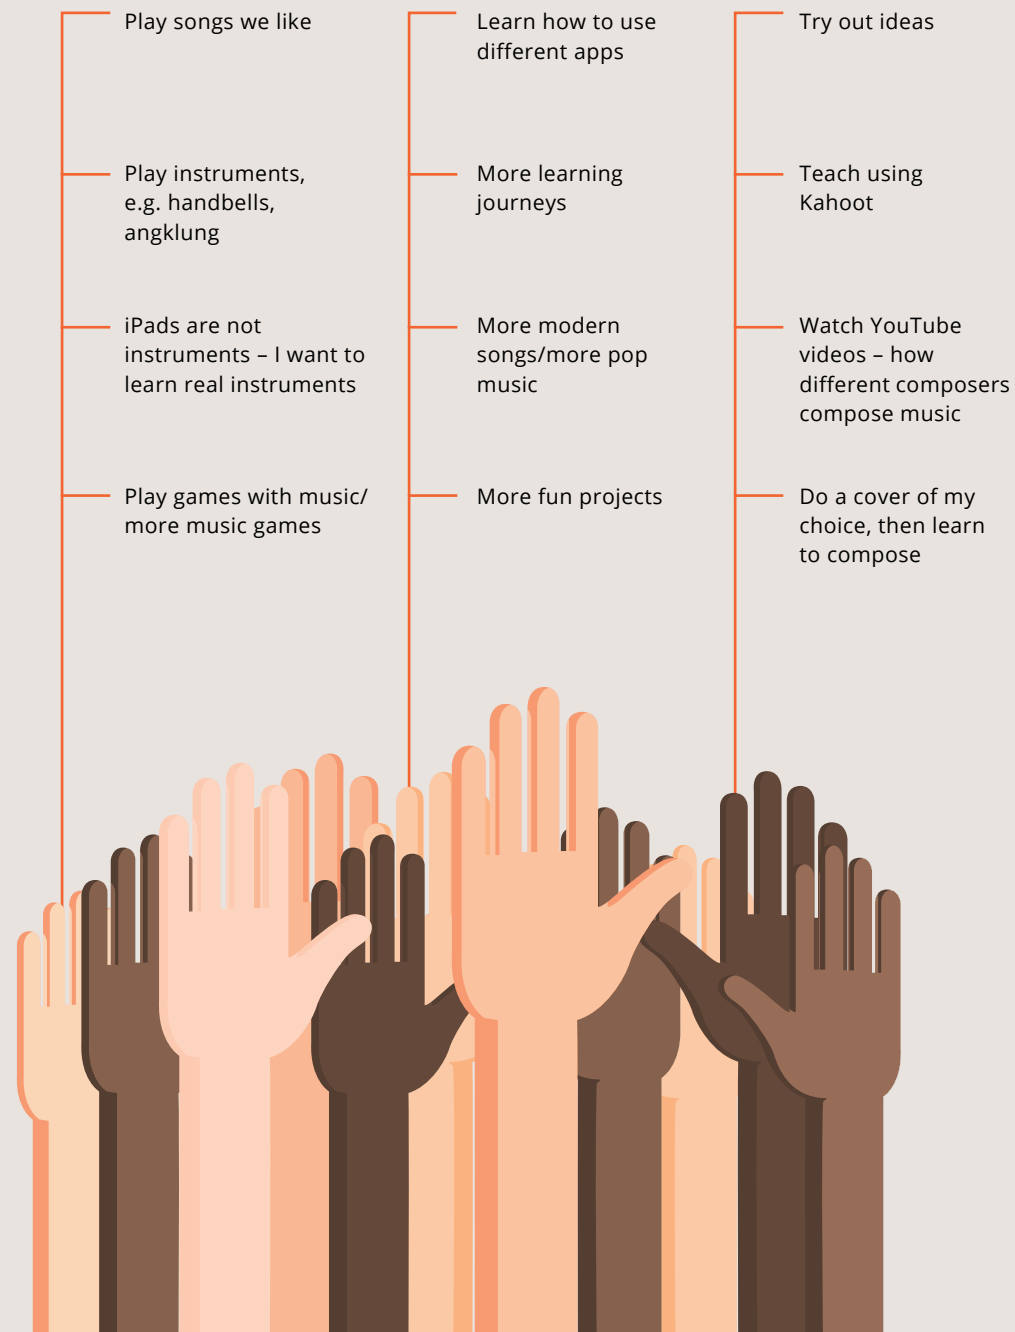 Play songs we like
Play instruments,
e.g. handbells,
angklung
iPads are not
instruments – I want to
learn real instruments
Play games with music/
more music games
Learn how to use
different apps
More learning
journeys
More modern
songs/more pop
music
More fun projects
Try out ideas
Teach using
Kahoot
Watch YouTube
videos – how
different composers
compose music
Do a cover of my
choice, then learn
to compose